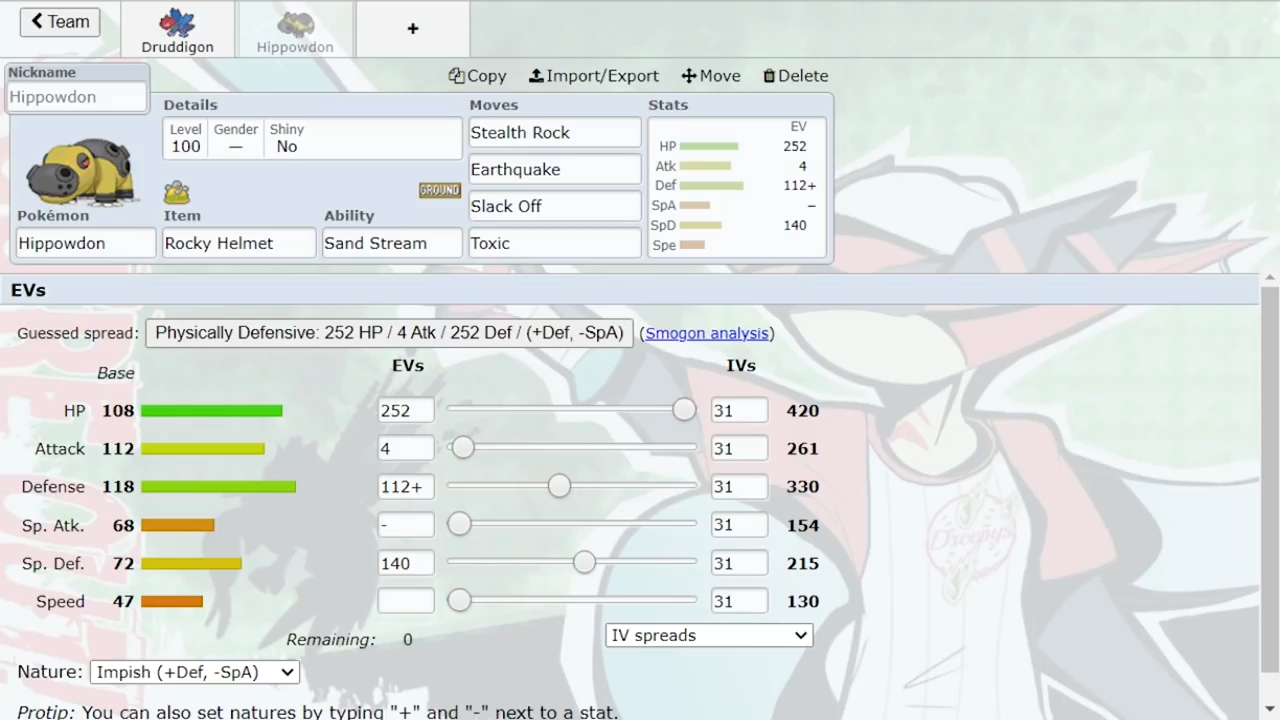 Team
Druddigon
Hippowdon
+
Nickname
Hippowdon
Copy
Import/Export
Move
Delete
Details
Moves
Stats
Level
Gender
Shiny
100
—
No
Stealth Rock
Earthquake
Slack Off
Toxic
EV
HP 252
Atk 4
Def 112+
SpA –
SpD 140
Spe
GROUND
Pokémon
Item
Ability
Hippowdon
Rocky Helmet
Sand Stream
EVs
Guessed spread: Physically Defensive: 252 HP / 4 Atk / 252 Def / (+Def, -SpA) (Smogon analysis)
Base EVs IVs
HP 108 252 31 420
Attack 112 4 31 261
Defense 118 112+ 31 330
Sp. Atk. 68 - 31 154
Sp. Def. 72 140 31 215
Speed 47 31 130
Remaining: 0
IV spreads
Nature: Impish (+Def, -SpA)
Protip: You can also set natures by typing "+" and "-" next to a stat.
Dreepys